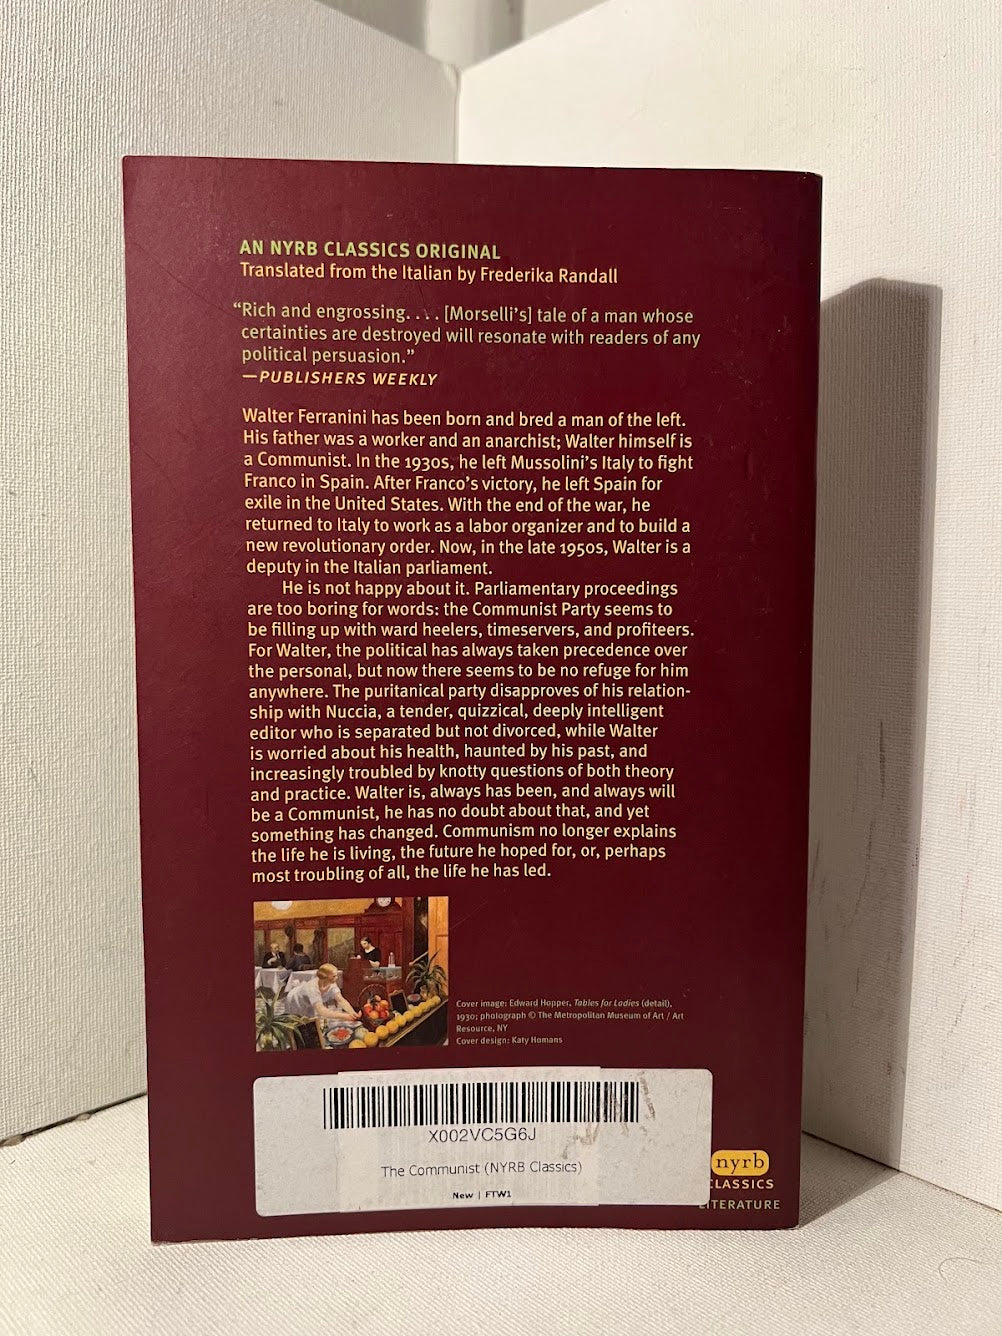 AN NYRB CLASSICS ORIGINAL
Translated from the Italian by Frederika Randall
“Rich and engrossing. . . . [Morselli’s] tale of a man whose
certainties are destroyed will resonate with readers of any
political persuasion.”
—PUBLISHERS WEEKLY
Walter Ferranini has been born and bred a man of the left.
His father was a worker and an anarchist; Walter himself is
a Communist. In the 1930s, he left Mussolini’s Italy to fight
Franco in Spain. After Franco’s victory, he left Spain for
exile in the United States. With the end of the war, he
returned to Italy to work as a labor organizer and to build a
new revolutionary order. Now, in the late 1950s, Walter is a
deputy in the Italian parliament.
He is not happy about it. Parliamentary proceedings
are too boring for words: the Communist Party seems to
be filling up with ward heelers, timeservers, and profiteers.
For Walter, the political has always taken precedence over
the personal, but now there seems to be no refuge for him
anywhere. The puritanical party disapproves of his relation-
ship with Nuccia, a tender, quizzical, deeply intelligent
editor who is separated but not divorced, while Walter
is worried about his health, haunted by his past, and
increasingly troubled by knotty questions of both theory
and practice. Walter is, always has been, and always will
be a Communist, he has no doubt about that, and yet
something has changed. Communism no longer explains
the life he is living, the future he hoped for, or, perhaps
most troubling of all, the life he has led.
Cover image: Edward Hopper, Tables for Ladies (detail),
1930; photograph © The Metropolitan Museum of Art / Art
Resource, NY
Cover design: Katy Homans
X002VC5G6J
The Communist (NYRB Classics)
New | FTW1
nyrb
CLASSICS
LITERATURE